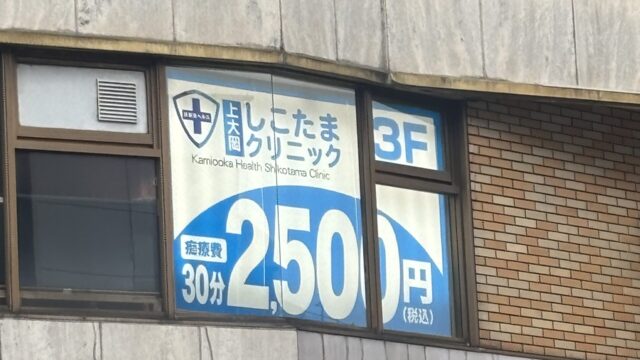 上大岡
しこたま
クリニック
Kamiooka Health Shikotama Clinic
3F
痴療費
30分 2,500円
(税込)